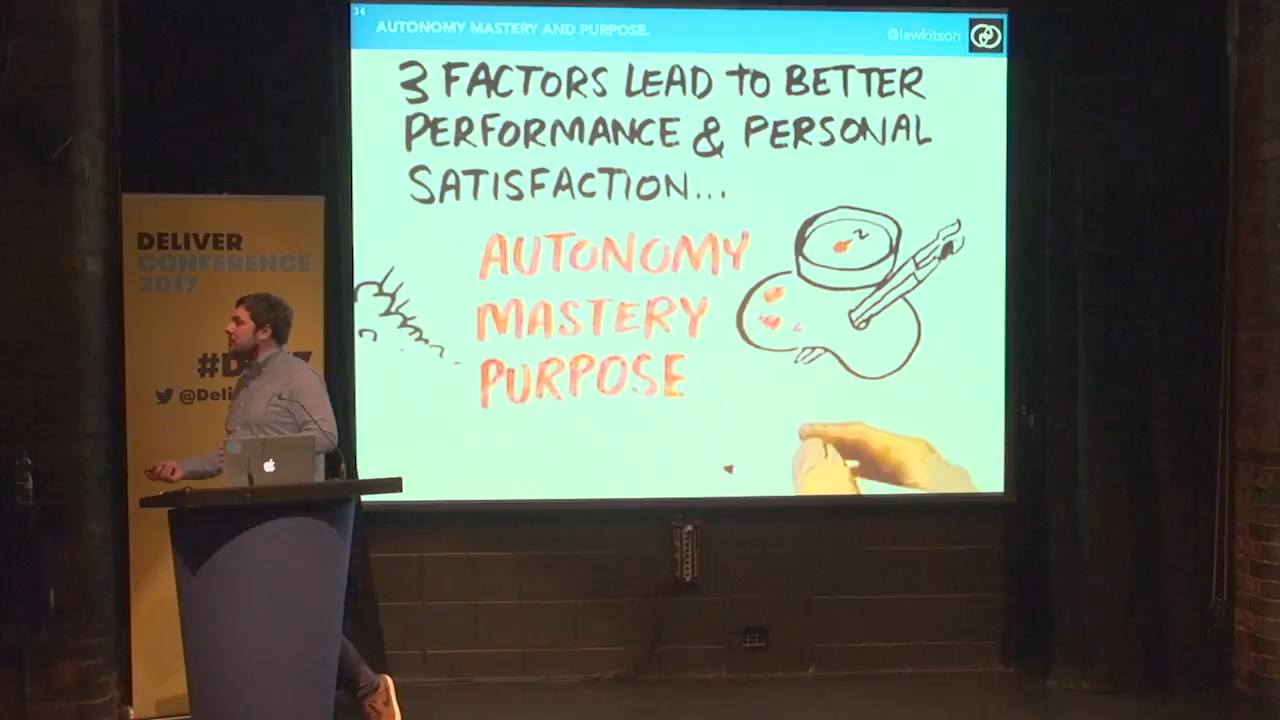 34
AUTONOMY MASTERY AND PURPOSE.
@lawkitson
3 FACTORS LEAD TO BETTER
PERFORMANCE & PERSONAL
SATISFACTION...
AUTONOMY
MASTERY
PURPOSE
DELIVER
CONFERENCE
2017
#D
@Deli